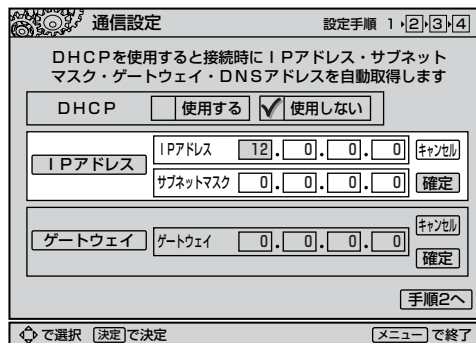 通信設定
設定手順 1・2・3・4
DHCPを使用すると接続時にIPアドレス・サブネット
マスク・ゲートウェイ・DNSアドレスを自動取得します
DHCP 使用する 使用しない
IPアドレス
IPアドレス 12. 0. 0. 0 キャンセル
サブネットマスク 0. 0. 0. 0 確定
ゲートウェイ
ゲートウェイ 0. 0. 0. 0 キャンセル
確定
手順2へ
で選択 決定で決定 メニューで終了